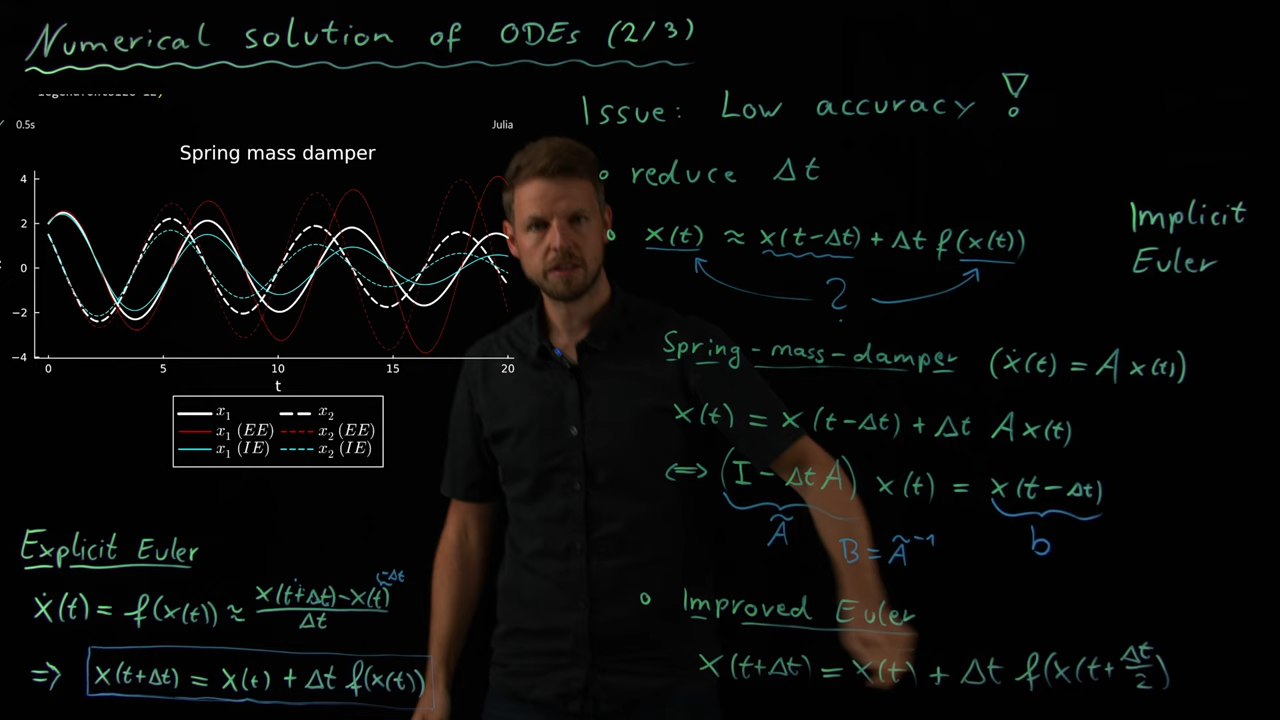 Numerical solution of ODEs (2/3)
0.5s
Julia
Spring mass damper
4
2
0
−2
−4
0 5 10 15 20
t
x₁ x₂
x₁ (EE) x₂ (EE)
x₁ (IE) x₂ (IE)
Explicit Euler
ẋ(t) = f(x(t)) ≈ (x(t+Δt)−x(t))/Δt
−Δt
⇒ x(t+Δt) = x(t) + Δt f(x(t))
Issue: Low accuracy !
∘ reduce Δt
∘ x(t) ≈ x(t−Δt) + Δt f(x(t))
?
Implicit
Euler
Spring-mass-damper (ẋ(t) = A x(t))
x(t) = x(t−Δt) + Δt A x(t)
⇔ (I − Δt A) x(t) = x(t−Δt)
Ã B = Ã⁻¹ b
∘ Improved Euler
x(t+Δt) = x(t) + Δt f(x(t+Δt/2)